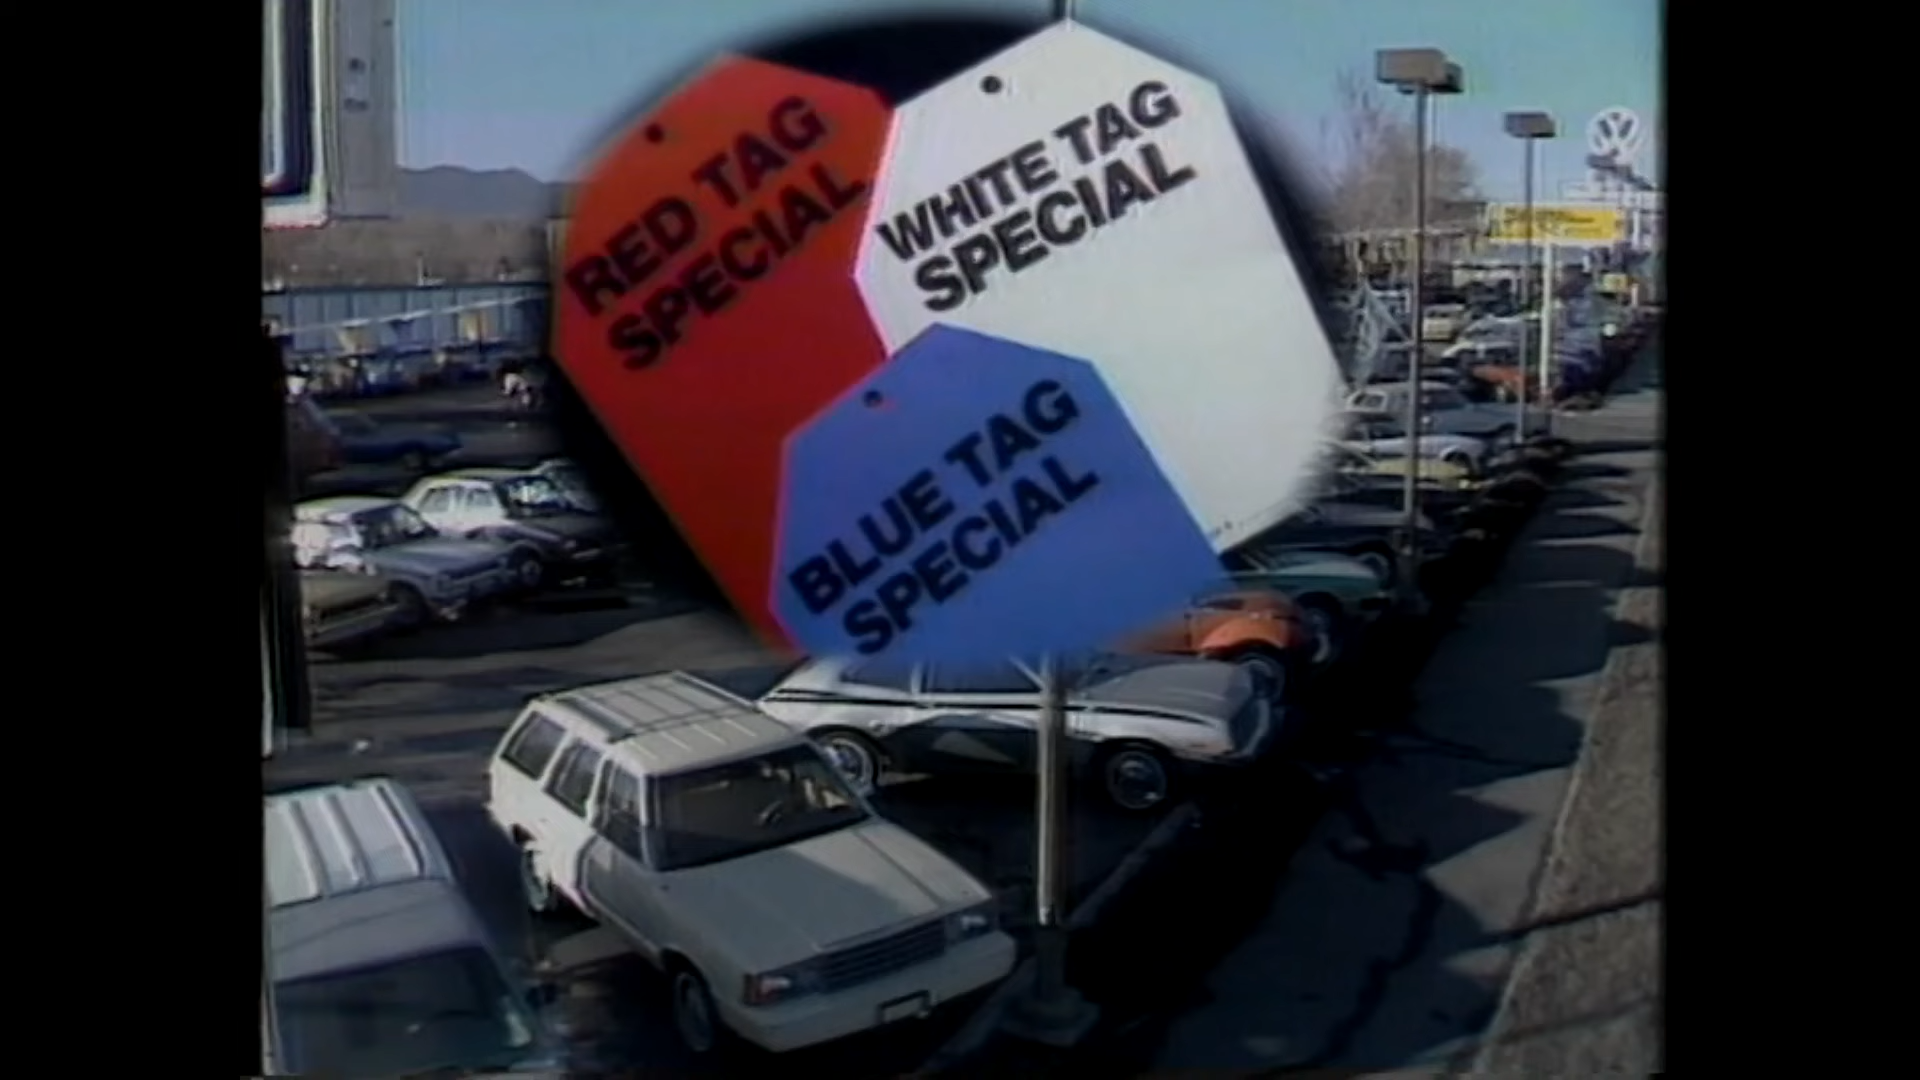 RED TAG
SPECIAL
WHITE TAG
SPECIAL
BLUE TAG
SPECIAL